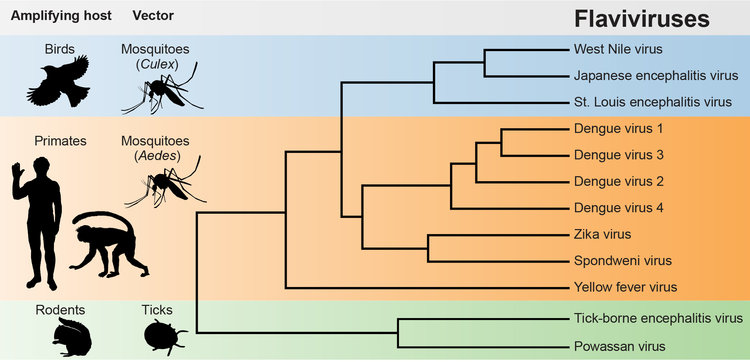 Amplifying host
Vector
Flaviviruses
Birds
Mosquitoes
(Culex)
West Nile virus
Japanese encephalitis virus
St. Louis encephalitis virus
Primates
Mosquitoes
(Aedes)
Dengue virus 1
Dengue virus 3
Dengue virus 2
Dengue virus 4
Zika virus
Spondweni virus
Yellow fever virus
Rodents
Ticks
Tick-borne encephalitis virus
Powassan virus